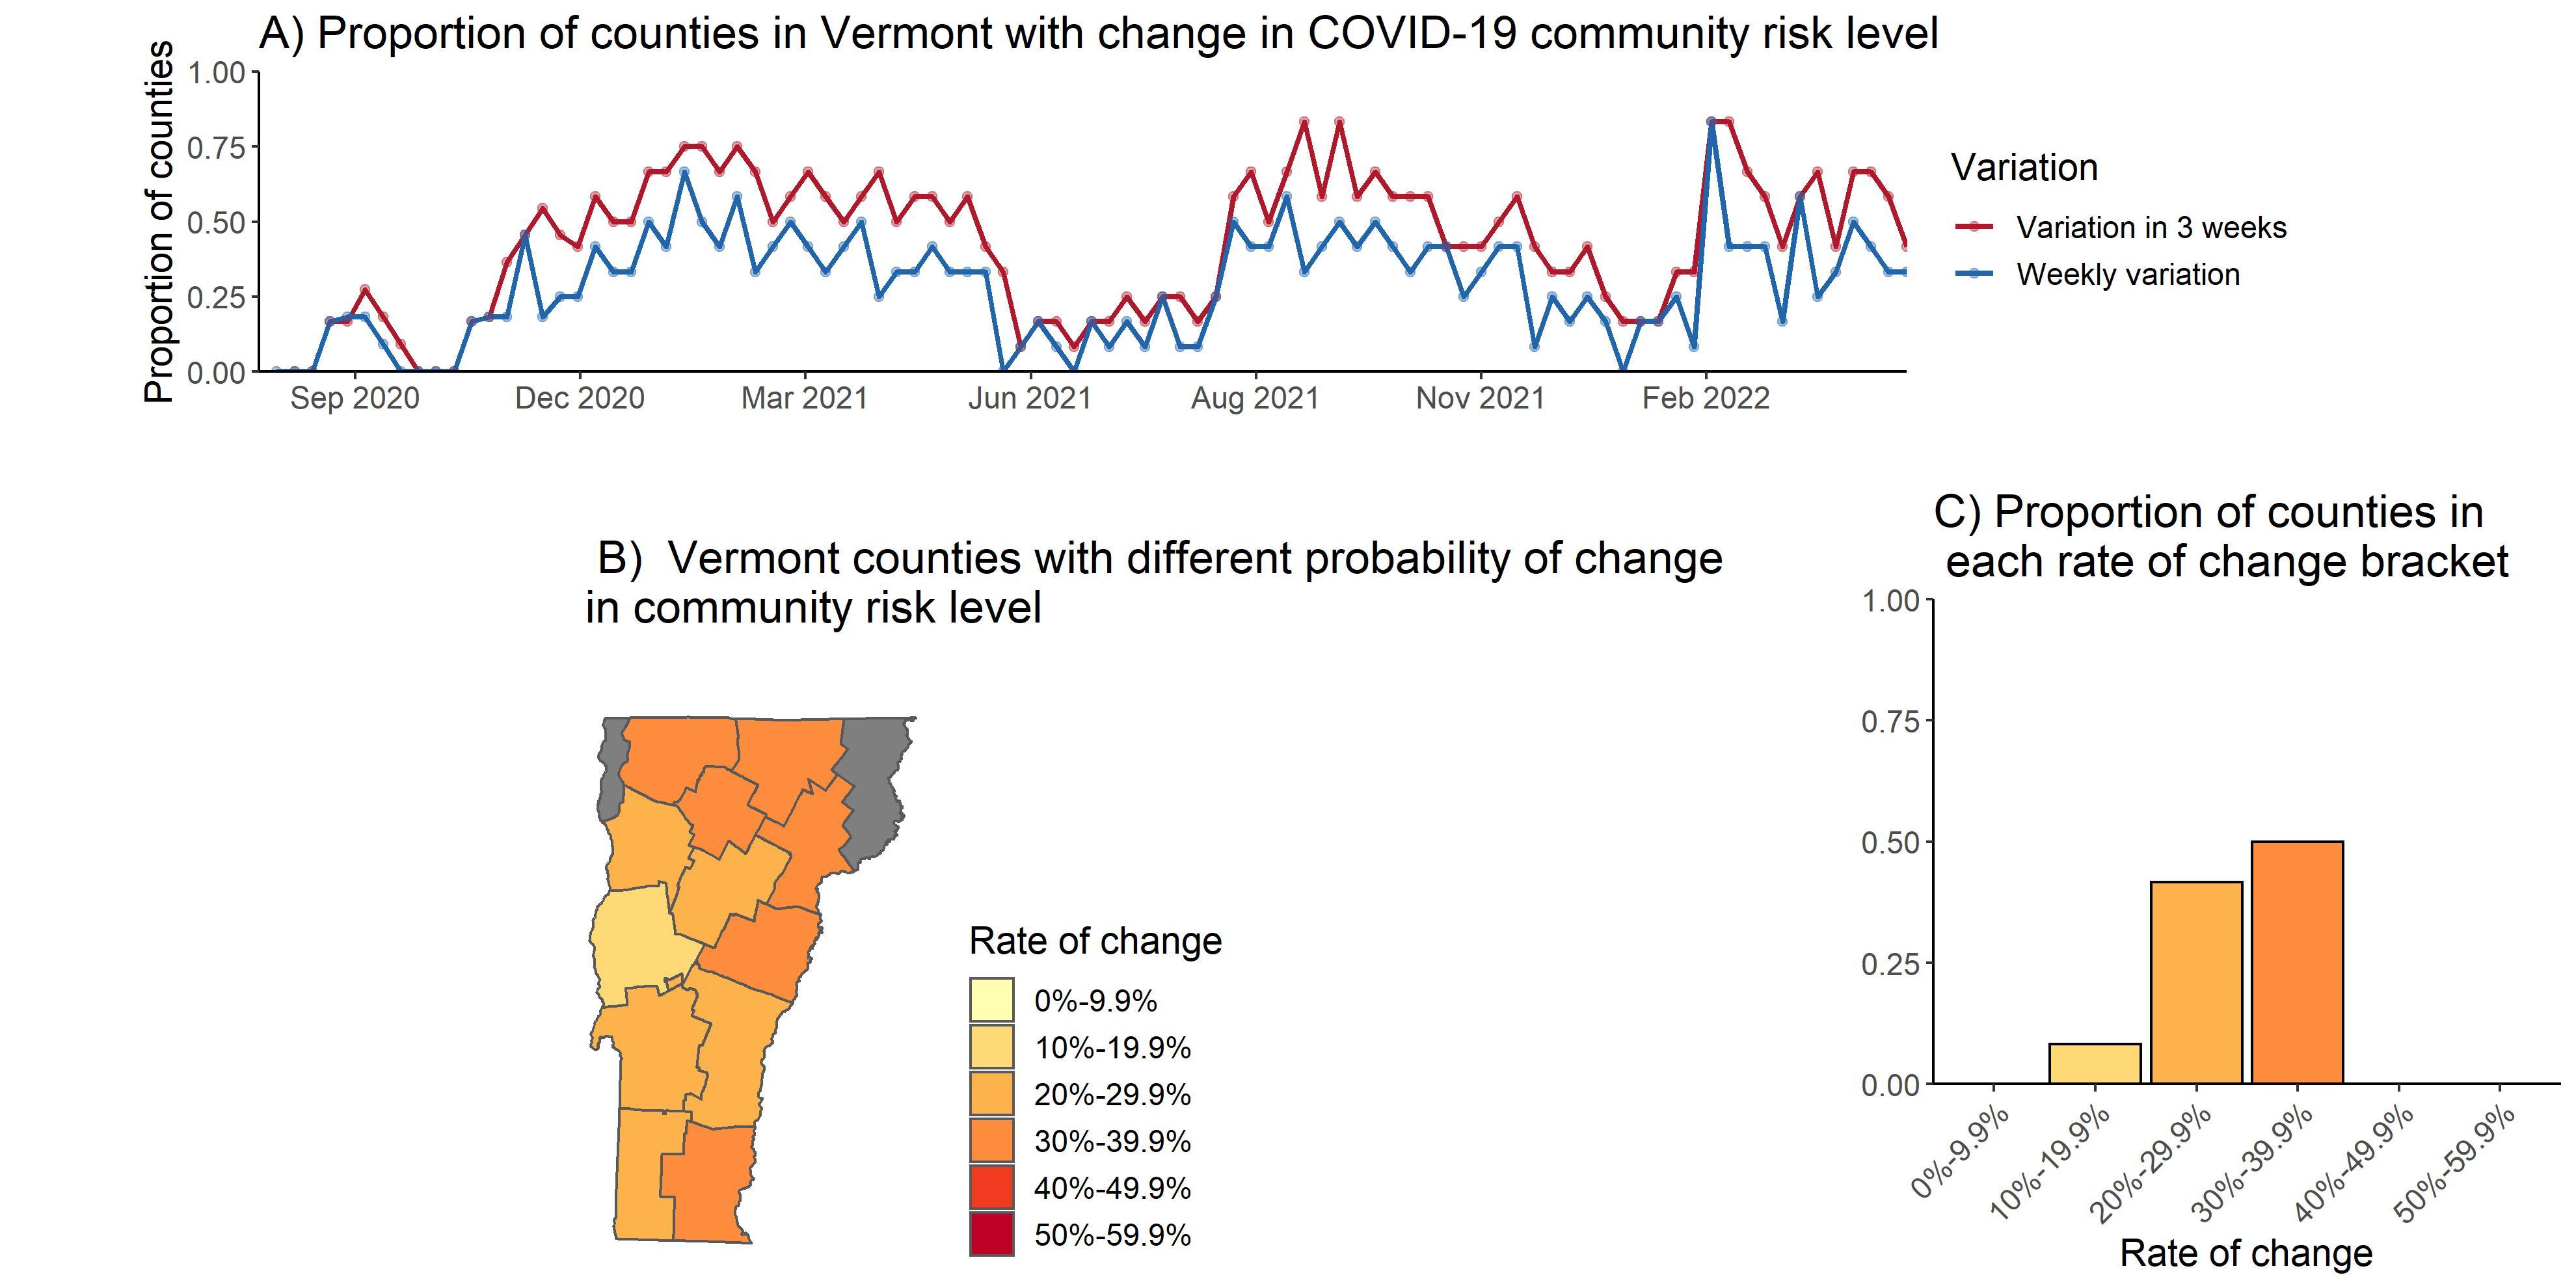 A) Proportion of counties in Vermont with change in COVID-19 community risk level
Proportion of counties
1.00
0.75
0.50
0.25
0.00
Sep 2020 Dec 2020 Mar 2021 Jun 2021 Aug 2021 Nov 2021 Feb 2022
Variation
Variation in 3 weeks
Weekly variation
B) Vermont counties with different probability of change
in community risk level
Rate of change
0%-9.9%
10%-19.9%
20%-29.9%
30%-39.9%
40%-49.9%
50%-59.9%
C) Proportion of counties in
each rate of change bracket
1.00
0.75
0.50
0.25
0.00
0%-9.9%
10%-19.9%
20%-29.9%
30%-39.9%
40%-49.9%
50%-59.9%
Rate of change